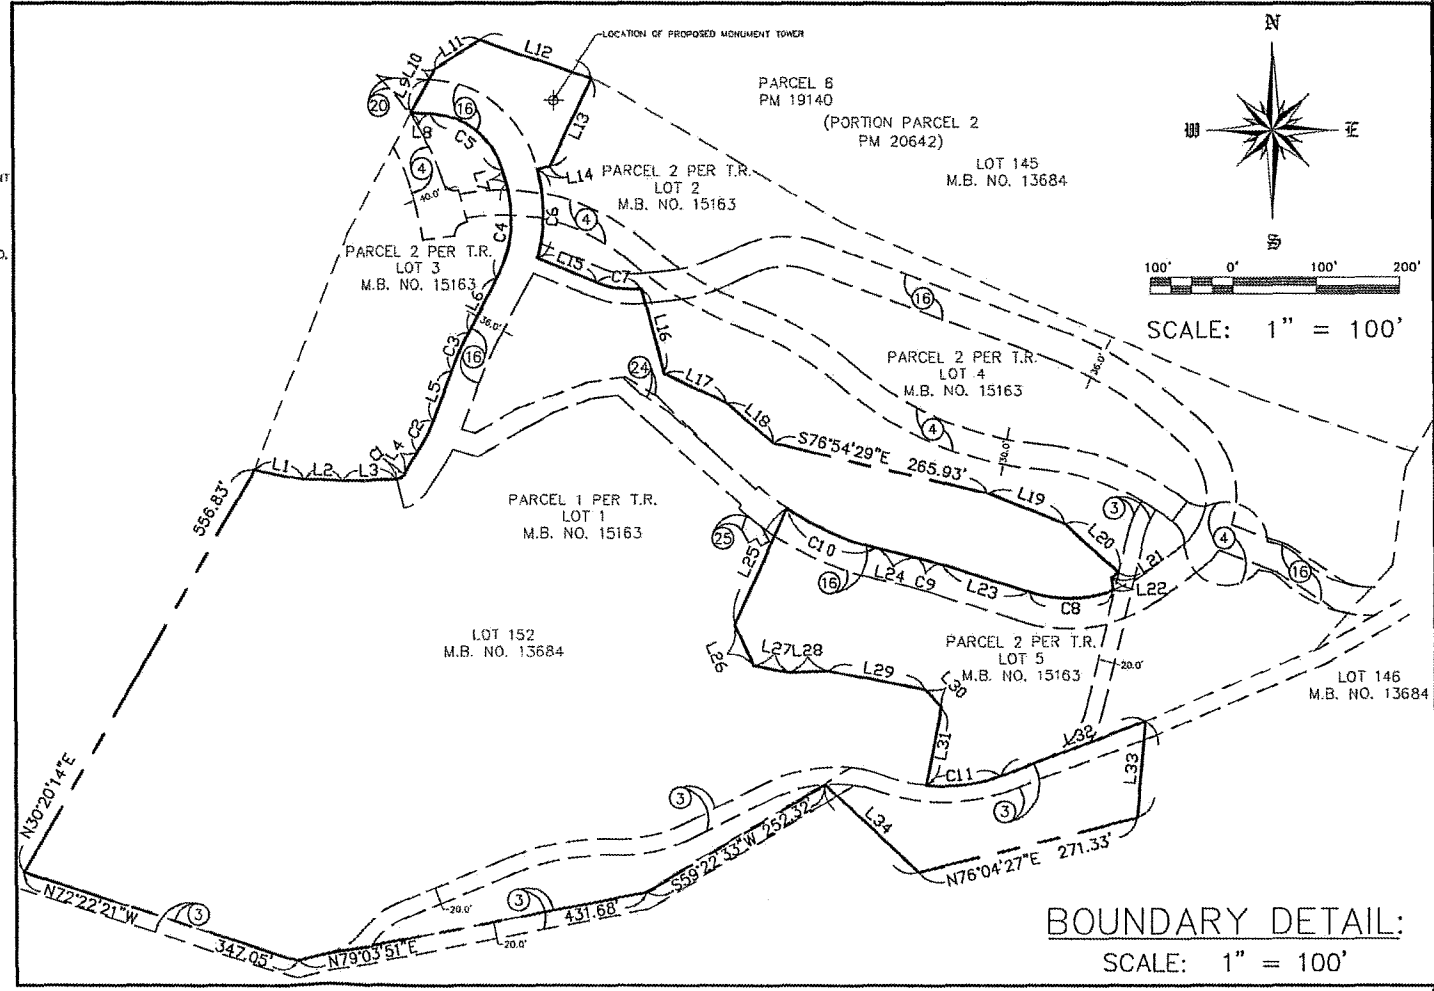 LOCATION OF PROPOSED MONUMENT TOWER
N
W
E
S
100' 0' 100' 200'
SCALE: 1" = 100'
PARCEL 6
PM 19140
(PORTION PARCEL 2
PM 20642)
LOT 145
M.B. NO. 13684
PARCEL 2 PER T.R.
LOT 2
M.B. NO. 15163
PARCEL 2 PER T.R.
LOT 3
M.B. NO. 15163
PARCEL 2 PER T.R.
LOT 4
M.B. NO. 15163
PARCEL 1 PER T.R.
LOT 1
M.B. NO. 15163
LOT 152
M.B. NO. 13684
PARCEL 2 PER T.R.
LOT 5
M.B. NO. 15163
LOT 146
M.B. NO. 13684
L9
L10
L11
L12
L13
20
16
L8
C5
4
40.0'
L7
L14
4
C4
C6
C15
C7
L6
36.0'
C3
16
L5
C2
C1
L4
L1
L2
L3
L16
24
L17
L18
16
36.0'
4
30.0'
S76°54'29"E 265.93'
L19
L20
3
L21
L22
4
16
25
L25
C10
16
L24
C9
L23
C8
20.0'
L26
L27
L28
L29
L30
L31
C11
L32
L33
L34
3
3
N76°04'27"E 271.33'
556.83'
N30°20'14"E
N72°22'21"W
347.05'
3
N79°03'51"E
431.68'
3
20.0'
20.0'
S59°22'33"W 252.32'
BOUNDARY DETAIL:
SCALE: 1" = 100'